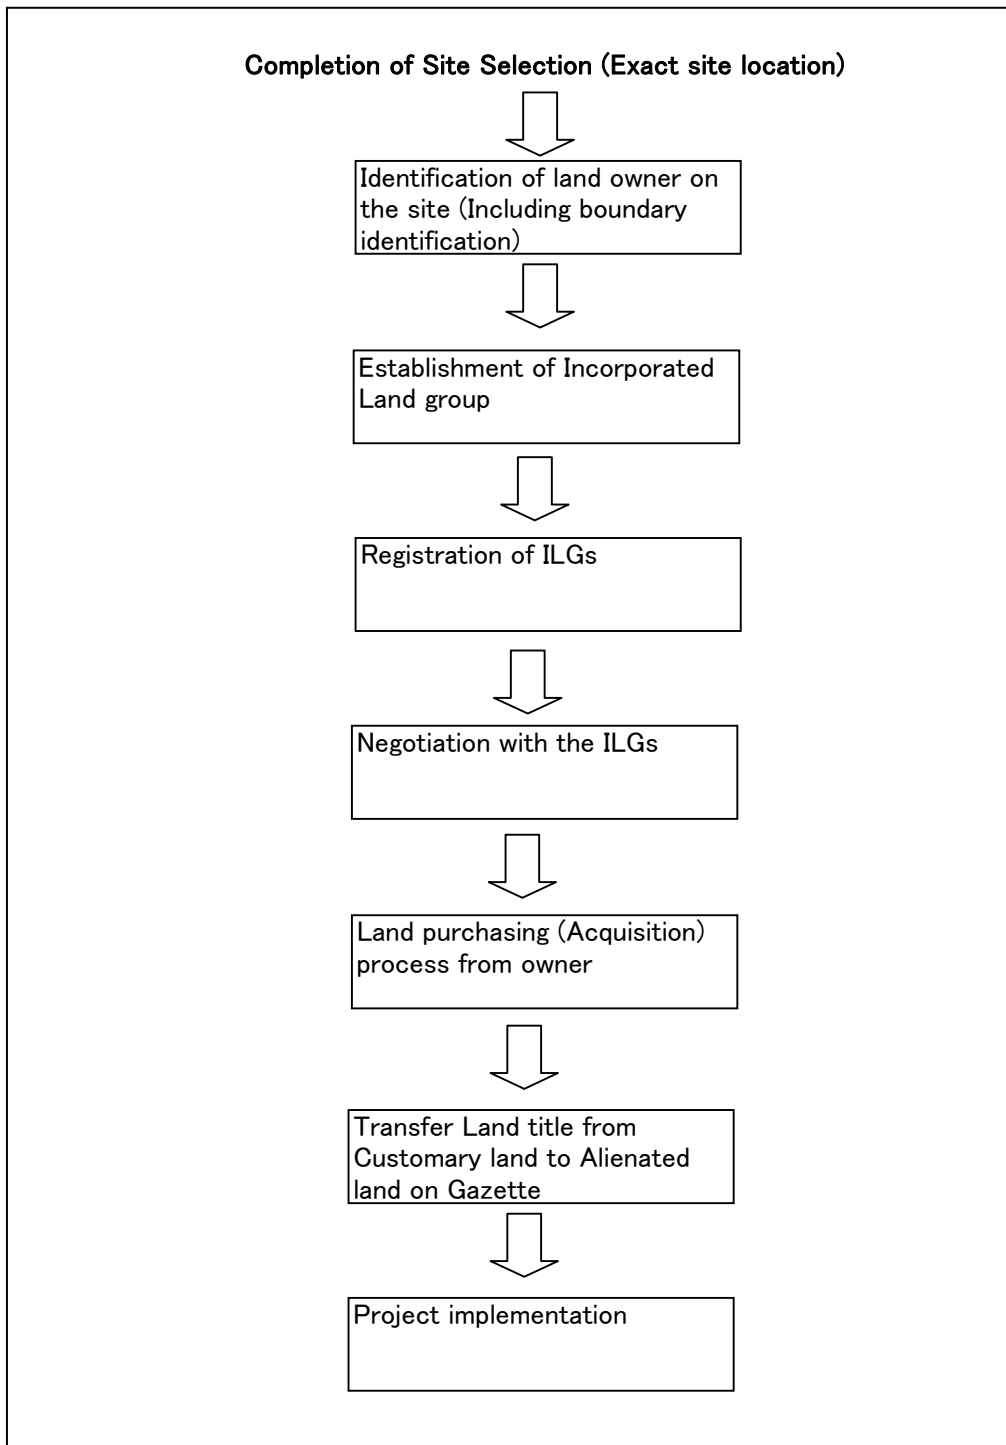 Completion of Site Selection (Exact site location)
Identification of land owner on
the site (Including boundary
identification)
Establishment of Incorporated
Land group
Registration of ILGs
Negotiation with the ILGs
Land purchasing (Acquisition)
process from owner
Transfer Land title from
Customary land to Alienated
land on Gazette
Project implementation